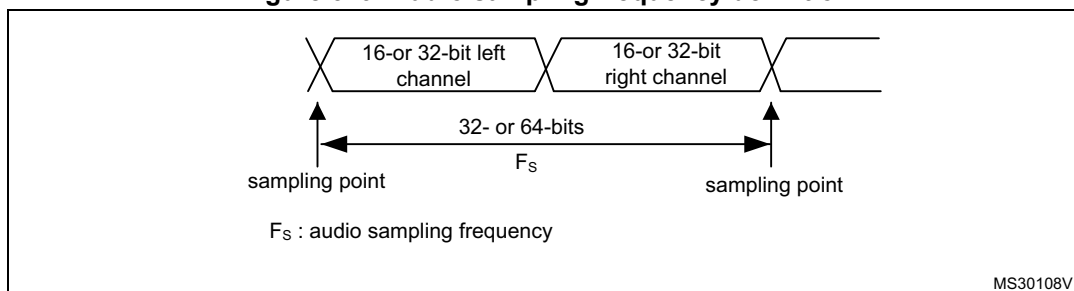 16-or 32-bit left
channel
16-or 32-bit
right channel
32- or 64-bits
FS
sampling point
sampling point
FS : audio sampling frequency
MS30108V